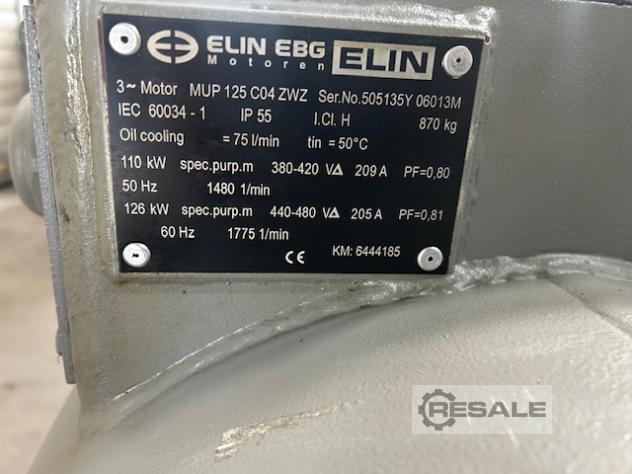 ELIN EBG
Motoren
ELIN
3~ Motor MUP 125 C04 ZWZ Ser.No.505135Y 06013M
IEC 60034 - 1 IP 55 I.Cl. H 870 kg
Oil cooling = 75 l/min tin = 50°C
110 kW spec.purp.m 380-420 VΔ 209 A PF=0,80
50 Hz 1480 1/min
126 kW spec.purp.m 440-480 VΔ 205 A PF=0,81
60 Hz 1775 1/min
CE KM: 6444185
RESALE